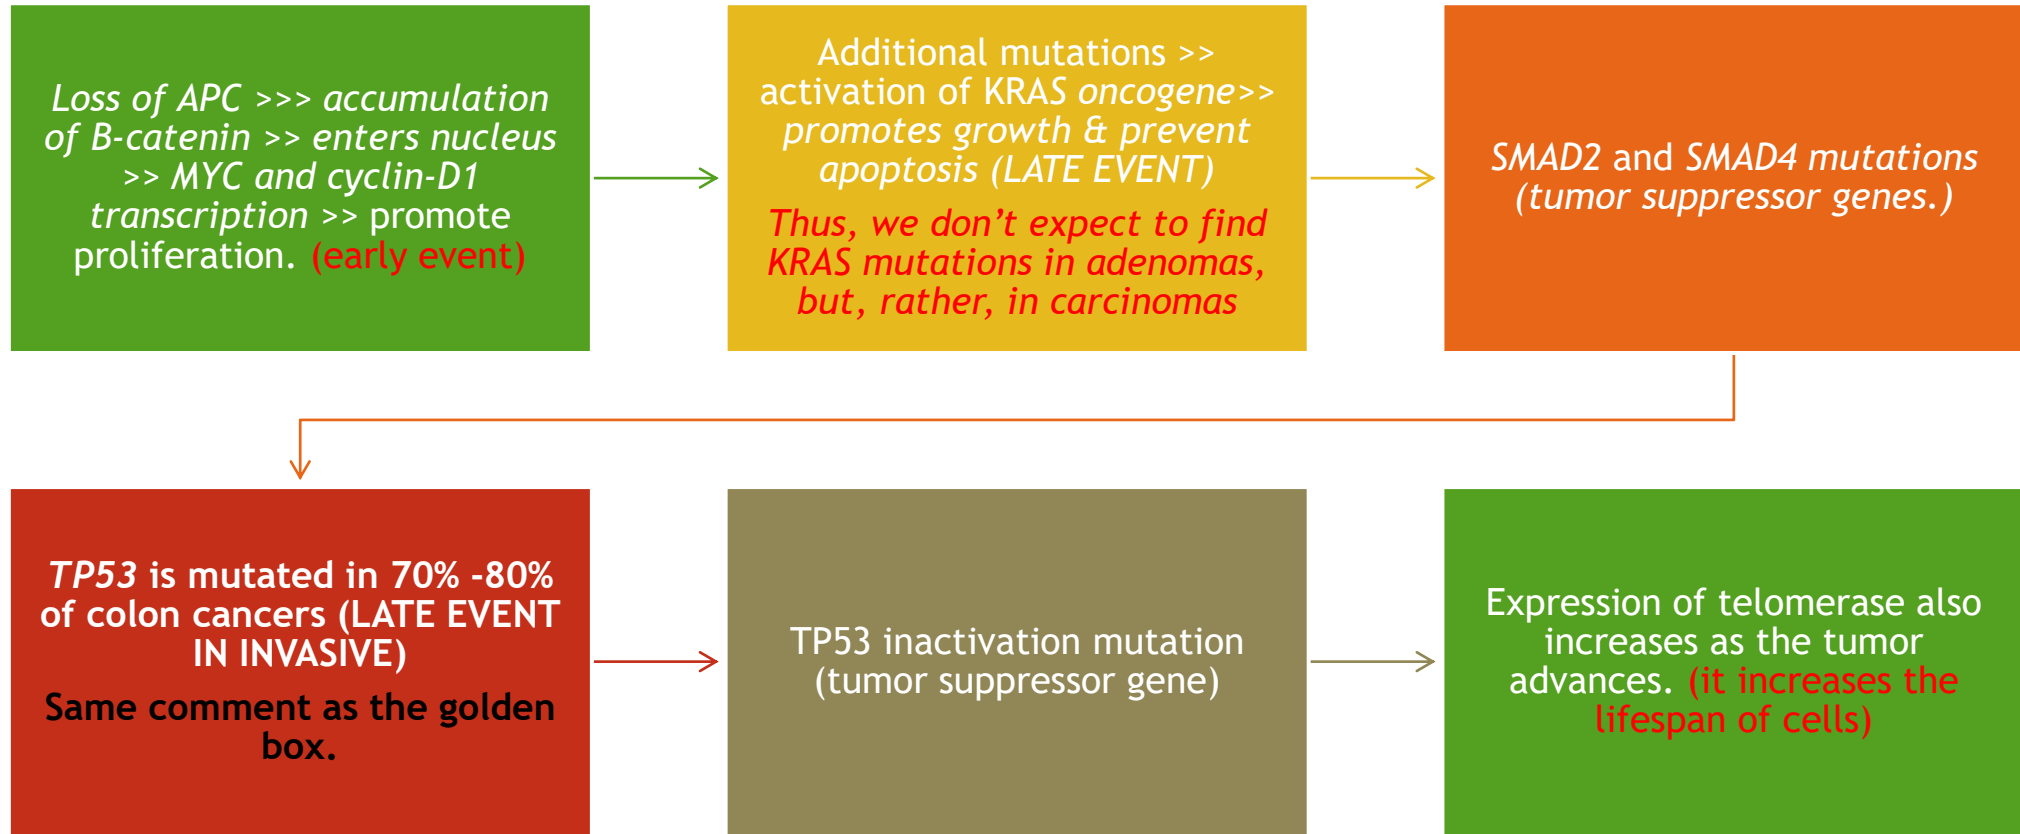 Loss of APC >>> accumulation
of B-catenin >> enters nucleus
>> MYC and cyclin-D1
transcription >> promote
proliferation. (early event)
Additional mutations >>
activation of KRAS oncogene>>
promotes growth & prevent
apoptosis (LATE EVENT)
Thus, we don’t expect to find
KRAS mutations in adenomas,
but, rather, in carcinomas
SMAD2 and SMAD4 mutations
(tumor suppressor genes.)
TP53 is mutated in 70% -80%
of colon cancers (LATE EVENT
IN INVASIVE)
Same comment as the golden
box.
TP53 inactivation mutation
(tumor suppressor gene)
Expression of telomerase also
increases as the tumor
advances. (it increases the
lifespan of cells)